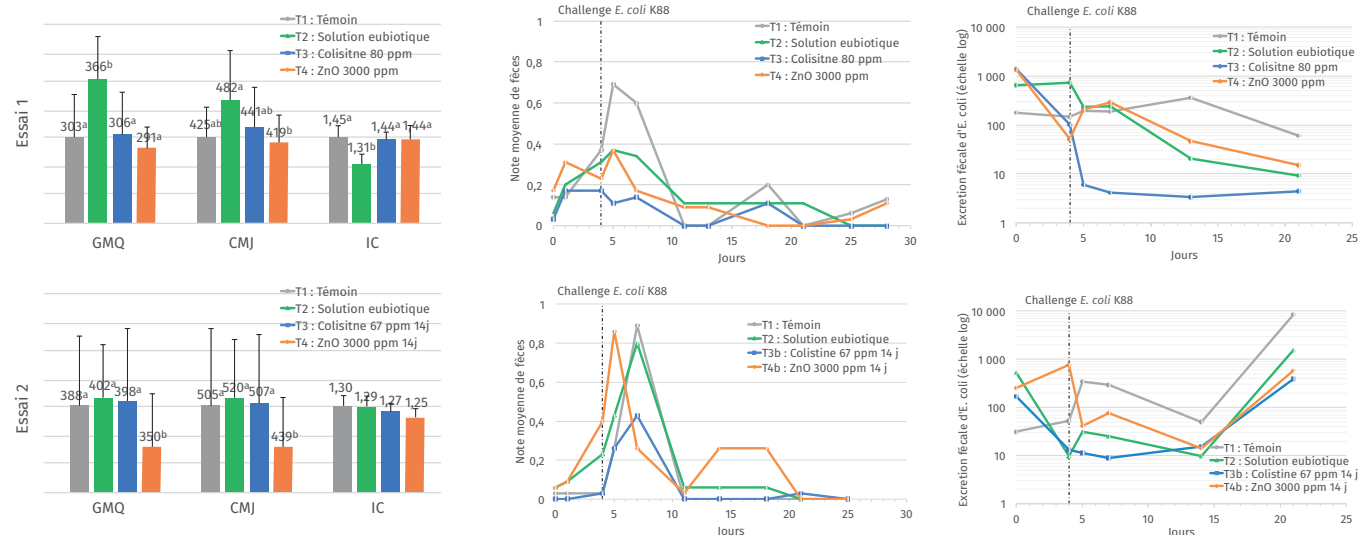 Essai 1
T1 : Témoin
T2 : Solution eubiotique
T3 : Colisitne 80 ppm
T4 : ZnO 3000 ppm
303ᵃ
366ᵇ
306ᵃ
291ᵃ
425ᵃᵇ
482ᵃ
441ᵃᵇ
419ᵇ
1,45ᵃ
1,31ᵇ
1,44ᵃ
1,44ᵃ
GMQ
CMJ
IC
Challenge E. coli K88
Note moyenne de fèces
1
0,8
0,6
0,4
0,2
0
T1 : Témoin
T2 : Solution eubiotique
T3 : Colisitne 80 ppm
T4 : ZnO 3000 ppm
0
5
10
15
20
25
30
Jours
Challenge E. coli K88
Excretion fécale d'E. coli (échelle log)
10 000
1 000
100
10
1
T1 : Témoin
T2 : Solution eubiotique
T3 : Colisitne 80 ppm
T4 : ZnO 3000 ppm
0
5
10
15
20
25
Jours
Essai 2
T1 : Témoin
T2 : Solution eubiotique
T3 : Colisitne 67 ppm 14j
T4 : ZnO 3000 ppm 14j
388ᵃ
402ᵃ
398ᵃ
350ᵇ
505ᵃ
520ᵃ
507ᵃ
439ᵇ
1,30
1,29
1,27
1,25
GMQ
CMJ
IC
Challenge E. coli K88
Note moyenne de fèces
1
0,8
0,6
0,4
0,2
0
T1 : Témoin
T2 : Solution eubiotique
T3b : Colistine 67 ppm 14 j
T4b : ZnO 3000 ppm 14 j
0
5
10
15
20
25
30
Jours
Challenge E. coli K88
Excretion fécale d'E. coli (échelle log)
10 000
1 000
100
10
1
T1 : Témoin
T2 : Solution eubiotique
T3b : Colistine 67 ppm 14 j
T4b : ZnO 3000 ppm 14 j
0
5
10
15
20
25
Jours